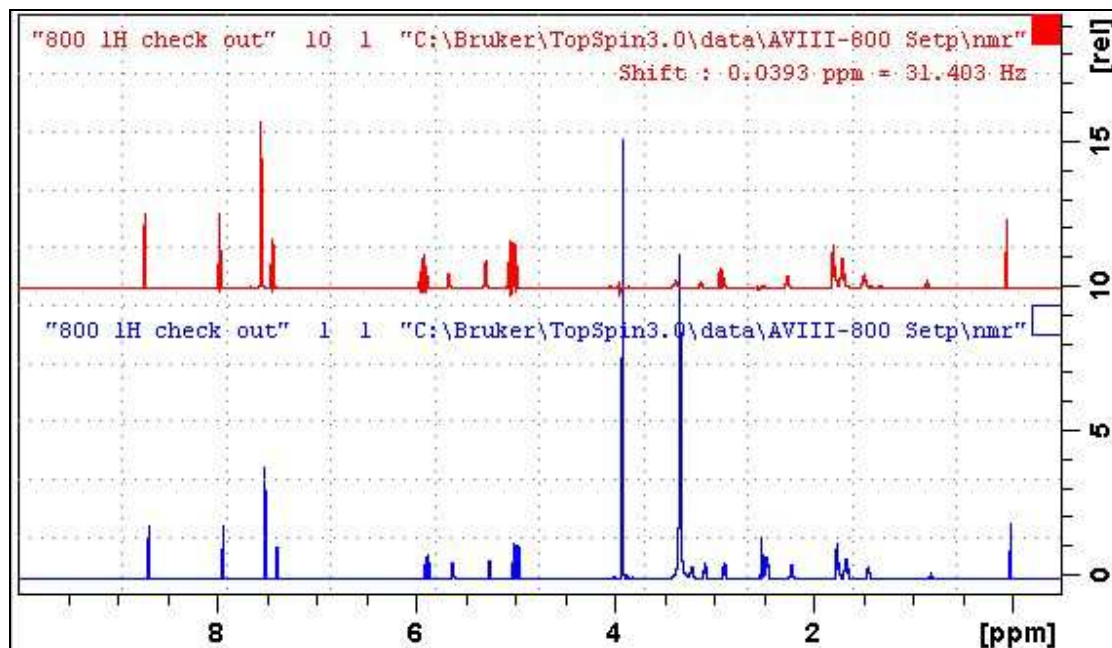 "800 1H check out" 10 1 "C:\Bruker\TopSpin3.0\data\AVIII-800 Setp\nmr"
Shift : 0.0393 ppm = 31.403 Hz
[rel]
15
10
"800 1H check out" 1 1 "C:\Bruker\TopSpin3.0\data\AVIII-800 Setp\nmr"
5
0
8 6 4 2 [ppm]